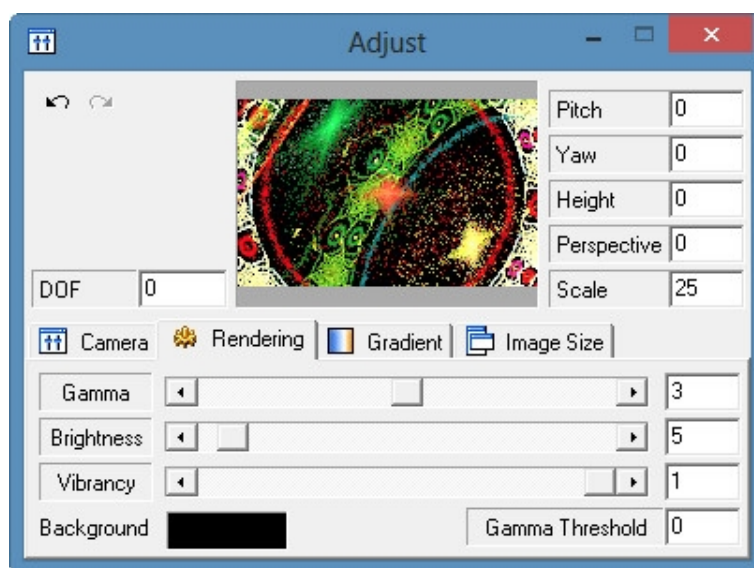 Adjust
Pitch 0
Yaw 0
Height 0
Perspective 0
DOF 0
Scale 25
Camera Rendering Gradient Image Size
Gamma 3
Brightness 5
Vibrancy 1
Background Gamma Threshold 0